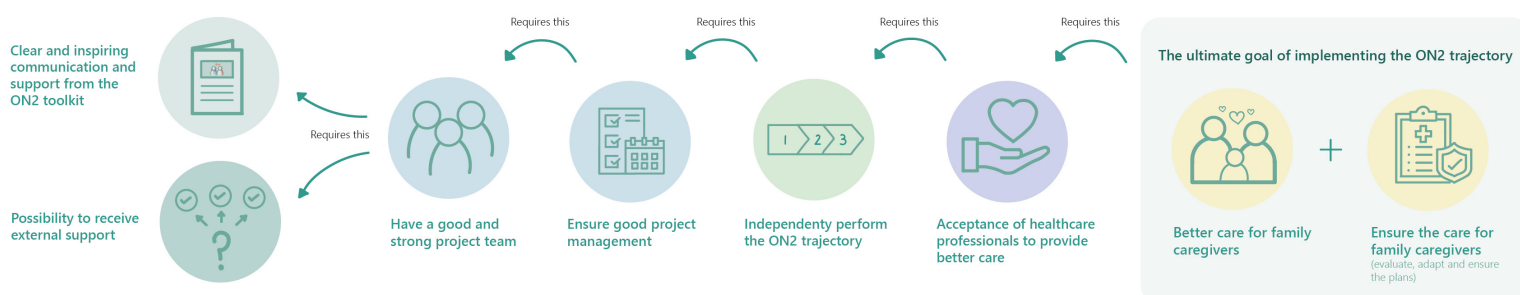 Clear and inspiring
communication and
support from the
ON2 toolkit
Possibility to receive
external support
Requires this
Have a good and
strong project team
Requires this
Ensure good project
management
Requires this
1 2 3
Independenty perform
the ON2 trajectory
Requires this
Acceptance of healthcare
professionals to provide
better care
Requires this
The ultimate goal of implementing the ON2 trajectory
Better care for family
caregivers
+
Ensure the care for
family caregivers
(evaluate, adapt and ensure
the plans)